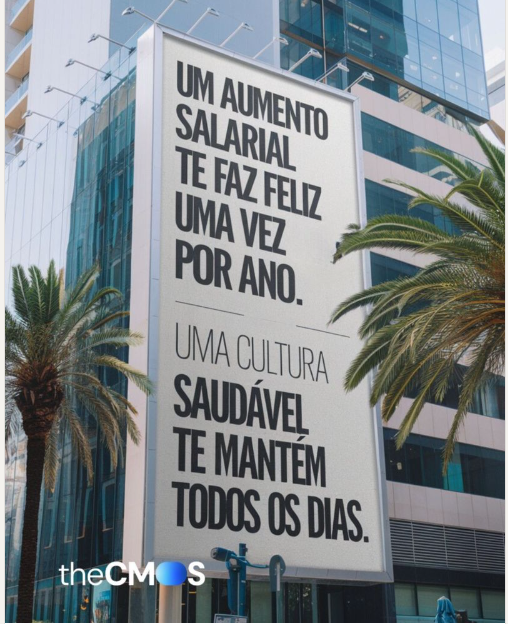 UM AUMENTO
SALARIAL
TE FAZ FELIZ
UMA VEZ
POR ANO.
UMA CULTURA
SAUDÁVEL
TE MANTÉM
TODOS OS DIAS.
theCMOS